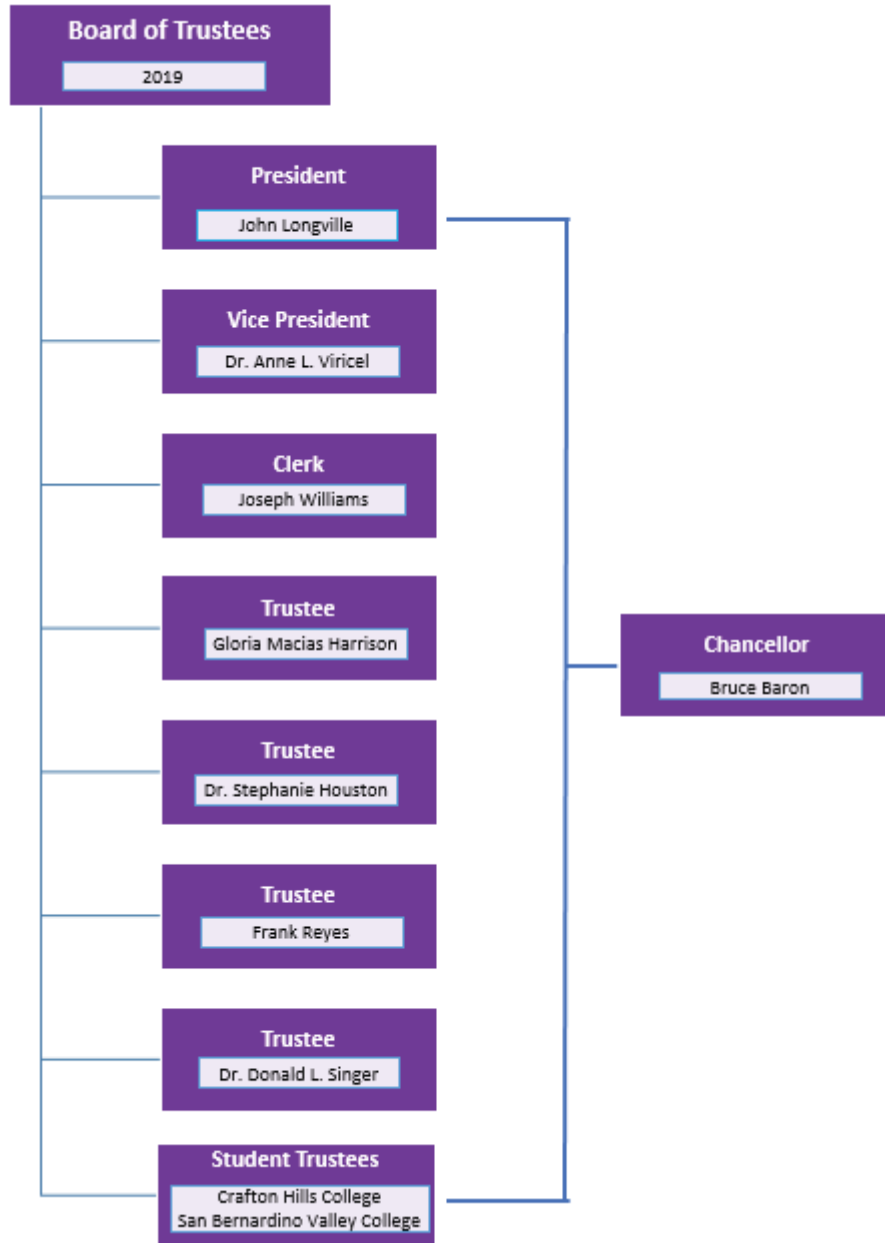 Board of Trustees
2019
President
John Longville
Vice President
Dr. Anne L. Viricel
Clerk
Joseph Williams
Trustee
Gloria Macias Harrison
Chancellor
Bruce Baron
Trustee
Dr. Stephanie Houston
Trustee
Frank Reyes
Trustee
Dr. Donald L. Singer
Student Trustees
Crafton Hills College
San Bernardino Valley College